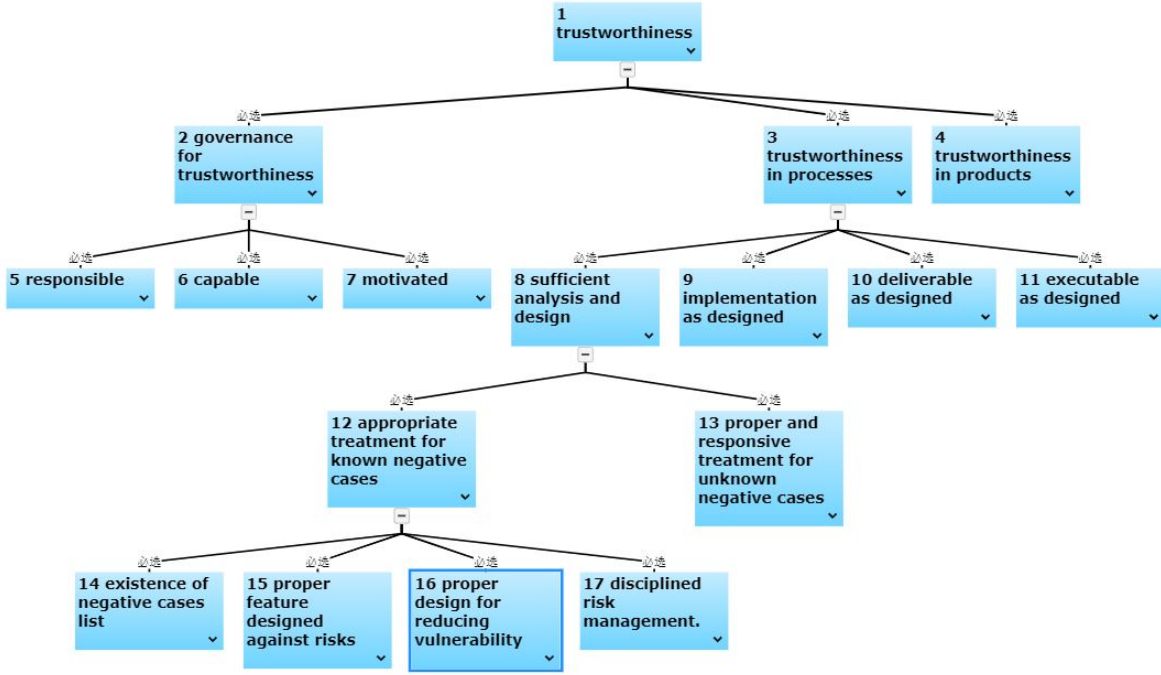 1
trustworthiness
必选
必选
必选
2 governance
for
trustworthiness
3
trustworthiness
in processes
4
trustworthiness
in products
必选
必选
必选
必选
必选
必选
必选
5 responsible
6 capable
7 motivated
8 sufficient
analysis and
design
9
implementation
as designed
10 deliverable
as designed
11 executable
as designed
必选
必选
12 appropriate
treatment for
known negative
cases
13 proper and
responsive
treatment for
unknown
negative cases
必选
必选
必选
必选
14 existence of
negative cases
list
15 proper
feature
designed
against risks
16 proper
design for
reducing
vulnerability
17 disciplined
risk
management.